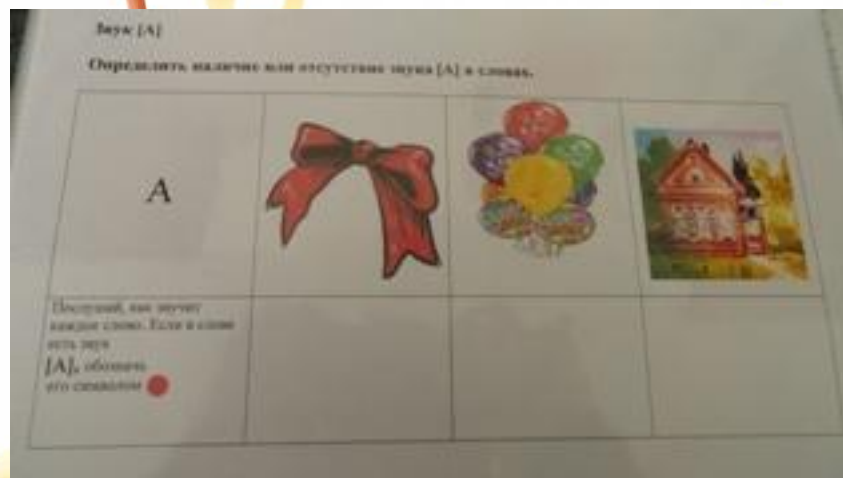 Звук [А]
Определить наличие или отсутствие звука [А] в словах.
А
Послушай, как звучит
каждое слово. Если в слове
есть звук
[А], обозначь
его символом